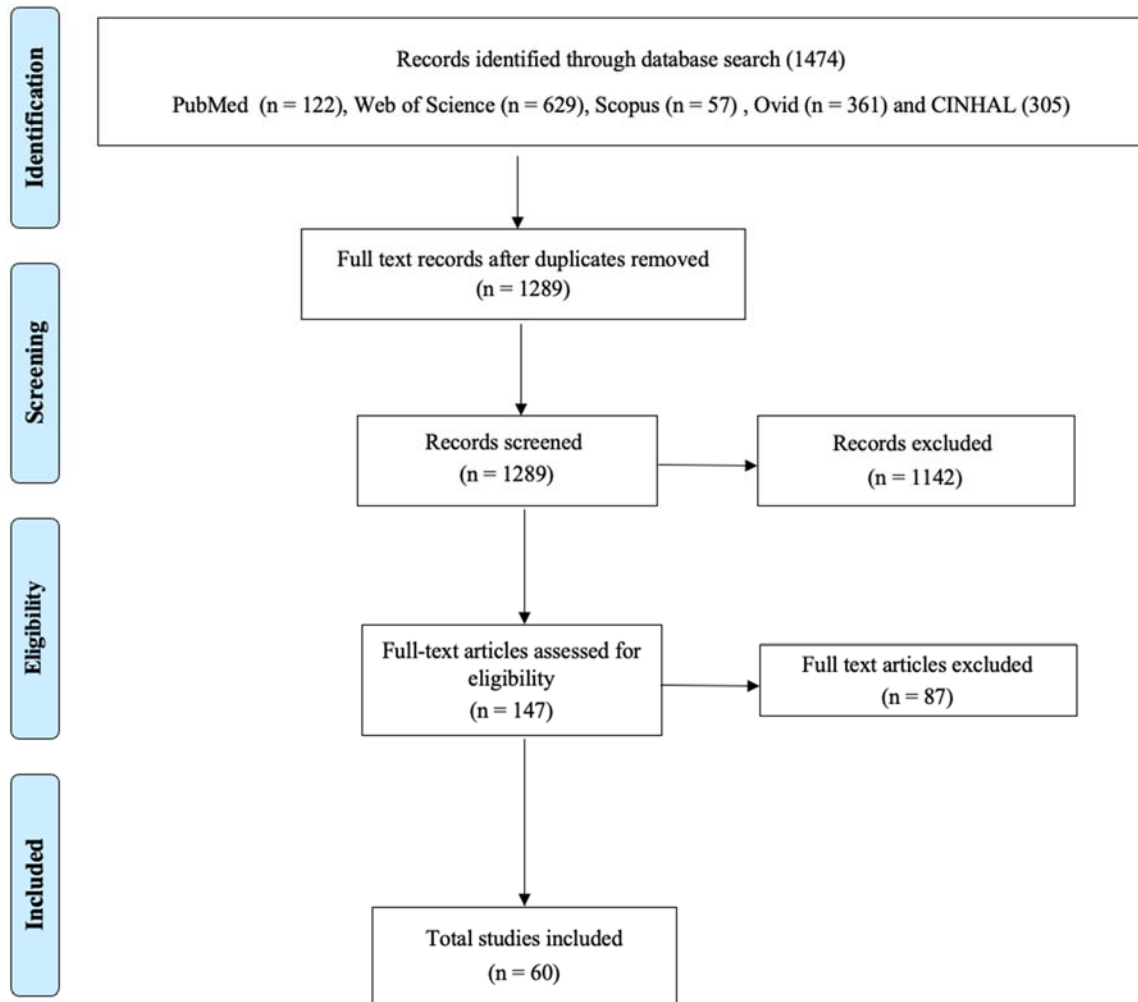 Identification
Records identified through database search (1474)
PubMed (n = 122), Web of Science (n = 629), Scopus (n = 57) , Ovid (n = 361) and CINHAL (305)
Full text records after duplicates removed
(n = 1289)
Screening
Records screened
(n = 1289)
Records excluded
(n = 1142)
Eligibility
Full-text articles assessed for
eligibility
(n = 147)
Full text articles excluded
(n = 87)
Included
Total studies included
(n = 60)